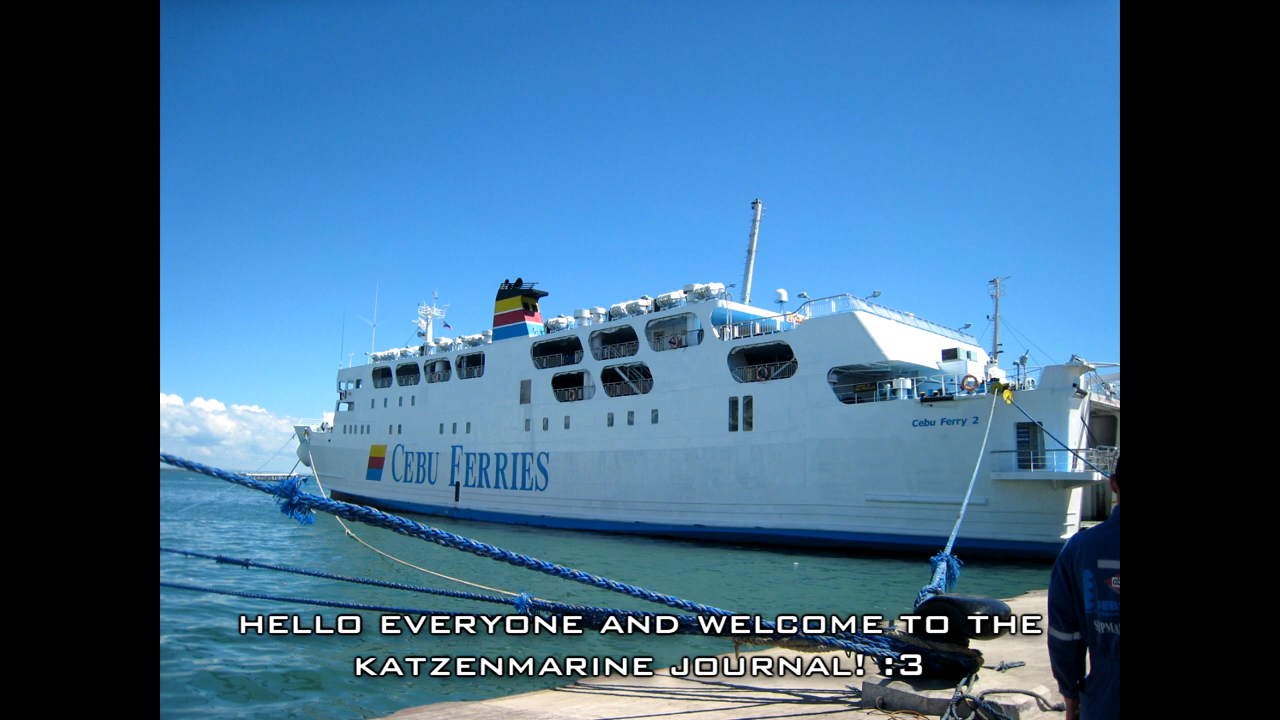 Cebu Ferry 2
CEBU FERRIES
HELLO EVERYONE AND WELCOME TO THE
KATZENMARINE JOURNAL! :3